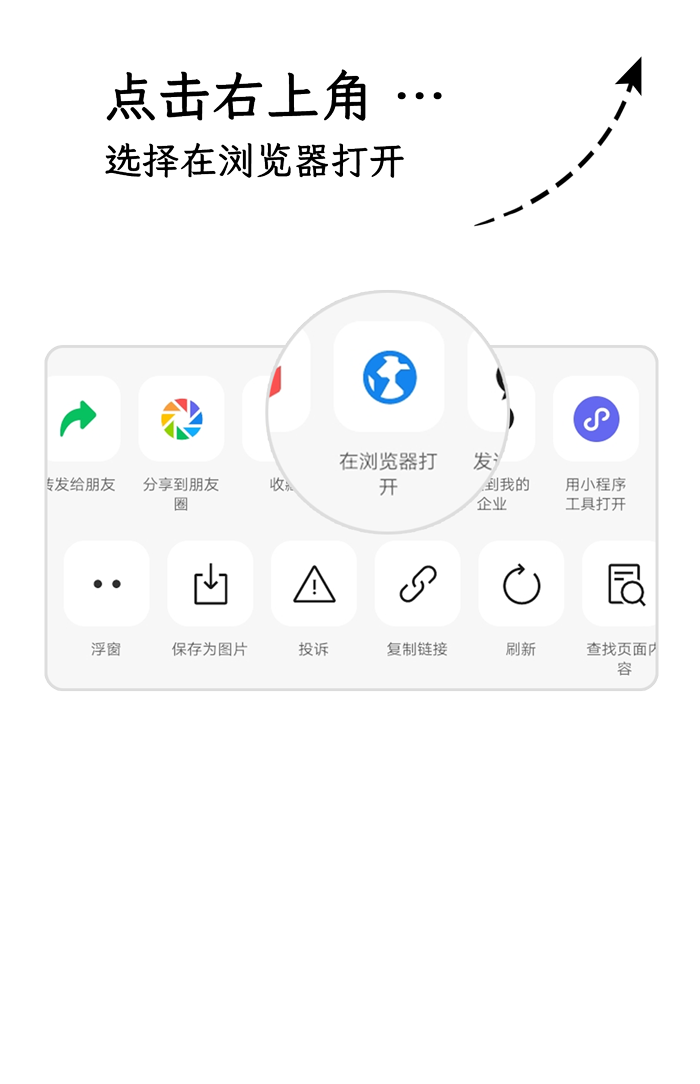 点击右上角 ···
选择在浏览器打开
转发给朋友
分享到朋友
圈
收藏
在浏览器打
开
发
到我的
企业
用小程序
工具打开
浮窗
保存为图片
投诉
复制链接
刷新
查找页面内
容